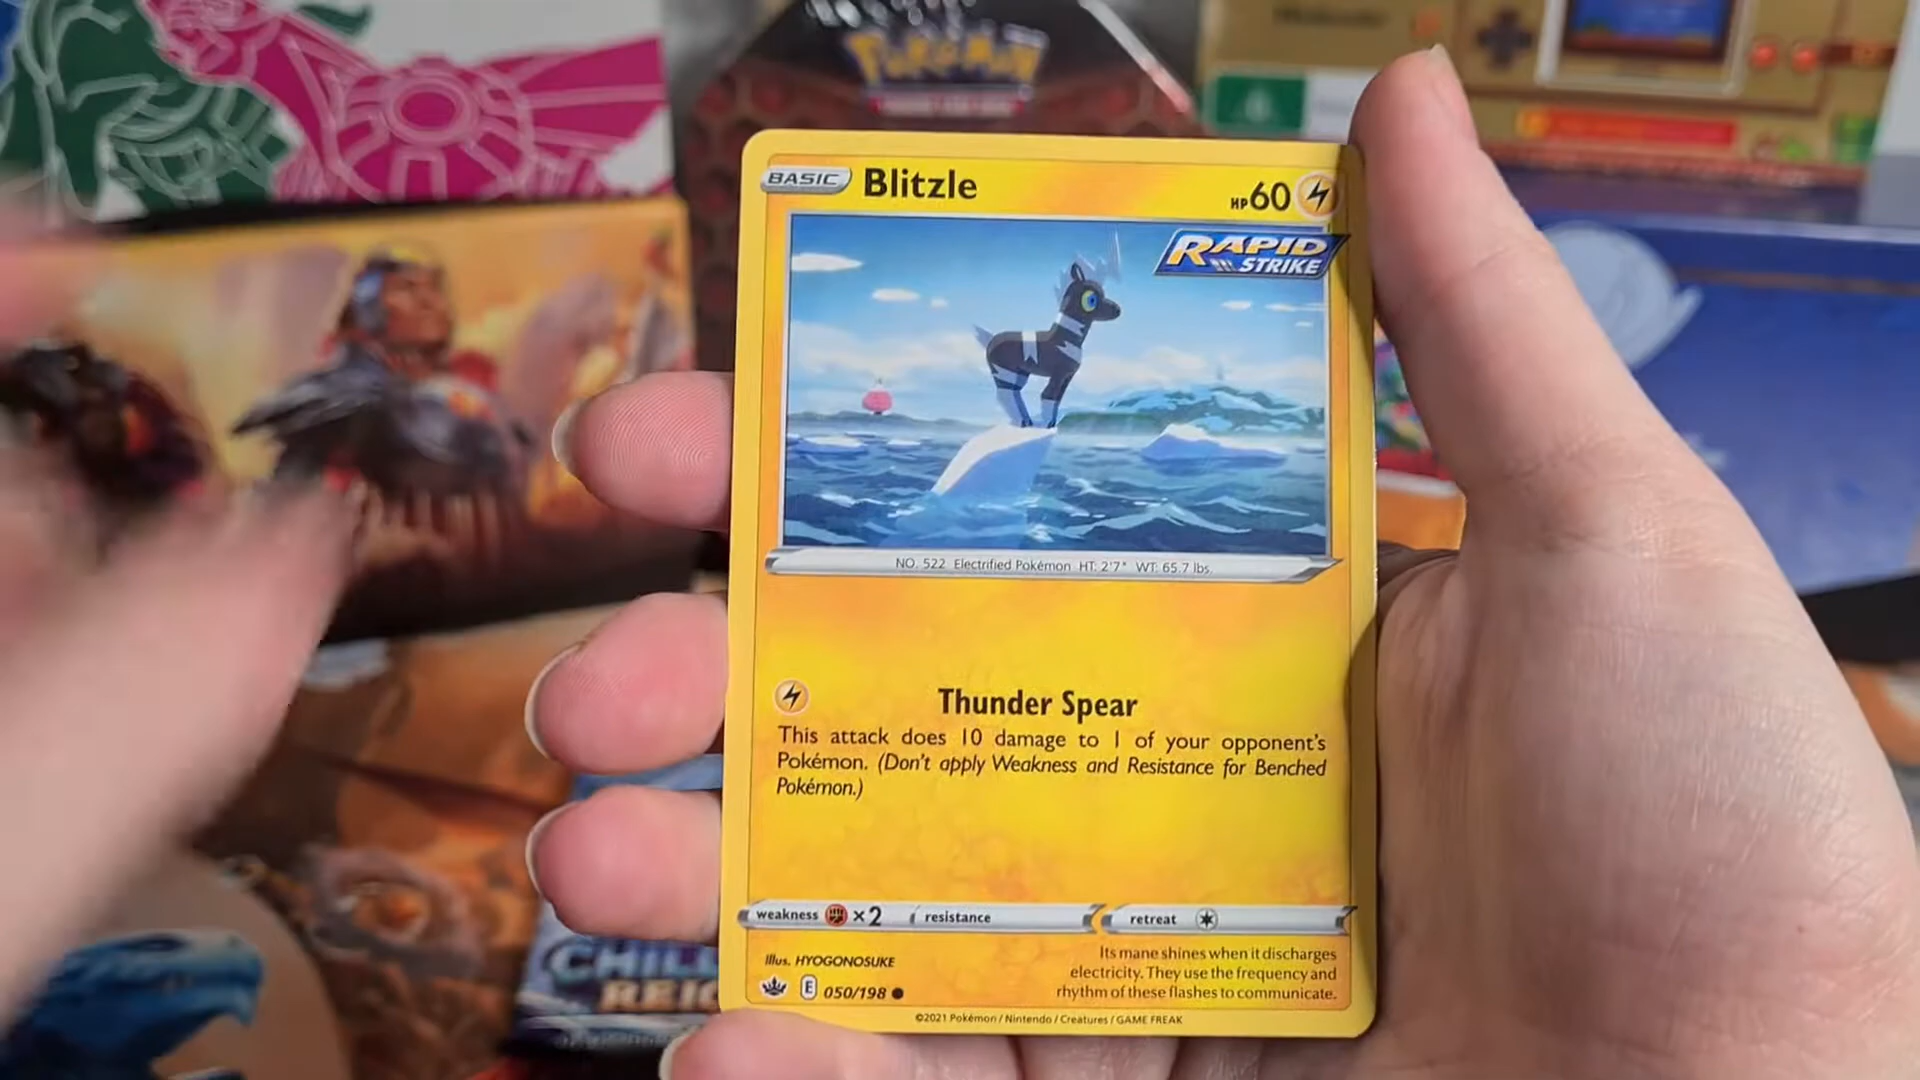 Pokémon
BASIC Blitzle HP 60
RAPID
STRIKE
NO. 522 Electrified Pokémon HT: 2'7" WT: 65.7 lbs.
Thunder Spear
This attack does 10 damage to 1 of your opponent's
Pokémon. (Don't apply Weakness and Resistance for Benched
Pokémon.)
weakness ×2 resistance retreat
Illus. HYOGONOSUKE
Its mane shines when it discharges
electricity. They use the frequency and
rhythm of these flashes to communicate.
E 050/198
©2021 Pokémon / Nintendo / Creatures / GAME FREAK